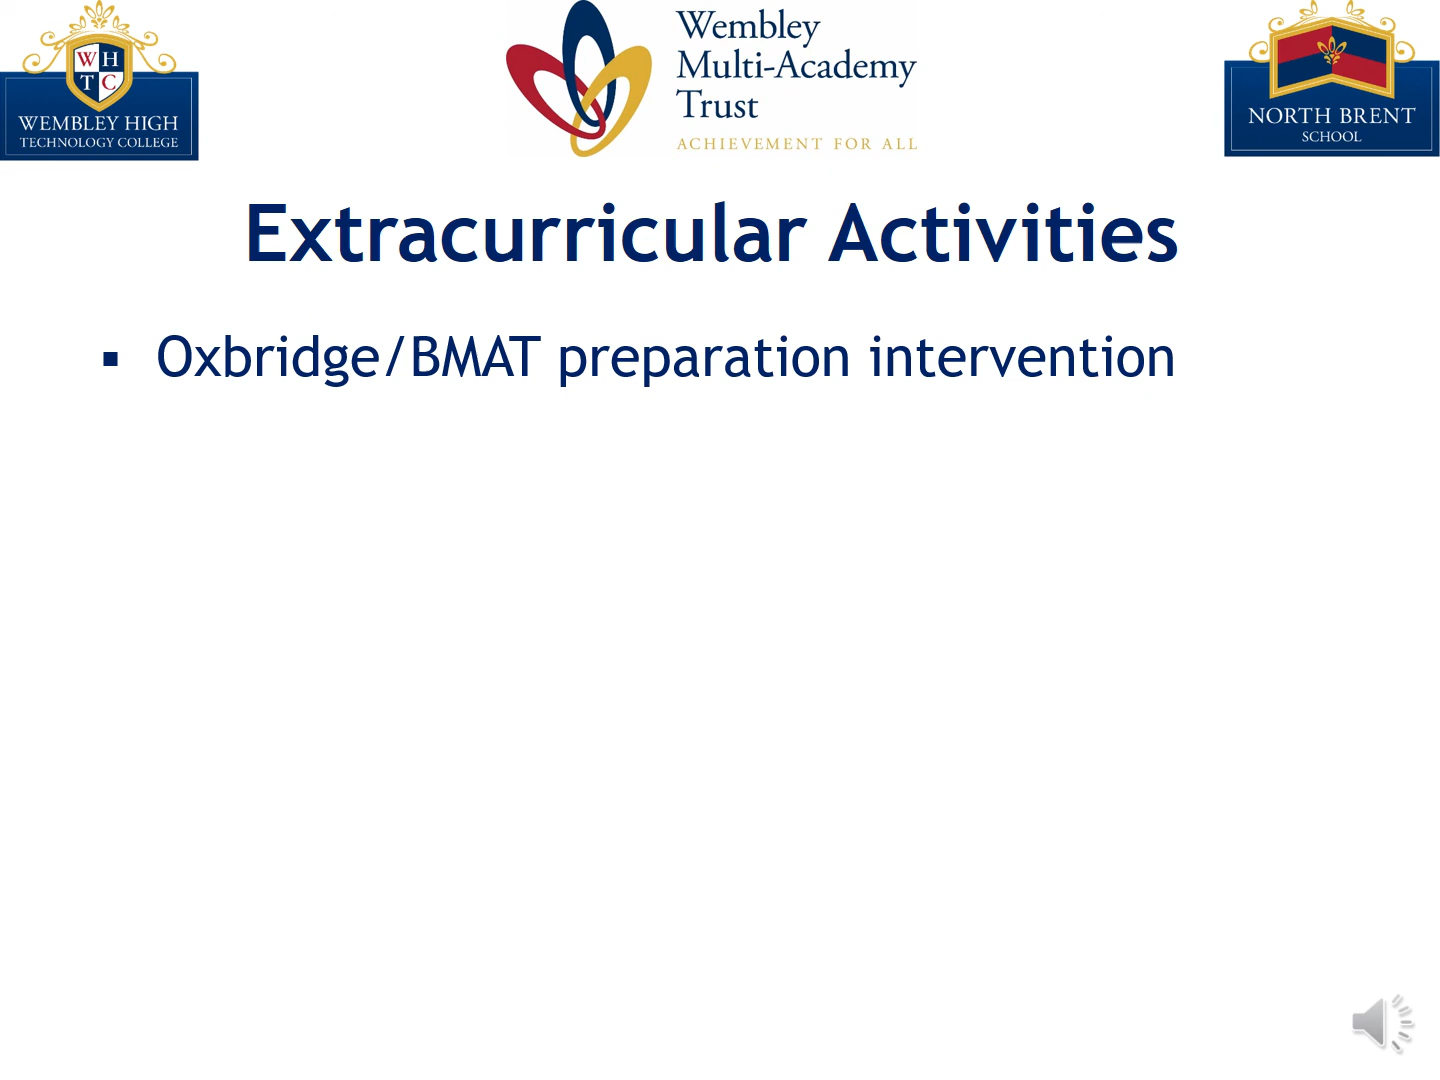 W H
T C
WEMBLEY HIGH
TECHNOLOGY COLLEGE
Wembley
Multi-Academy
Trust
ACHIEVEMENT FOR ALL
NORTH BRENT
SCHOOL
Extracurricular Activities
▪ Oxbridge/BMAT preparation intervention